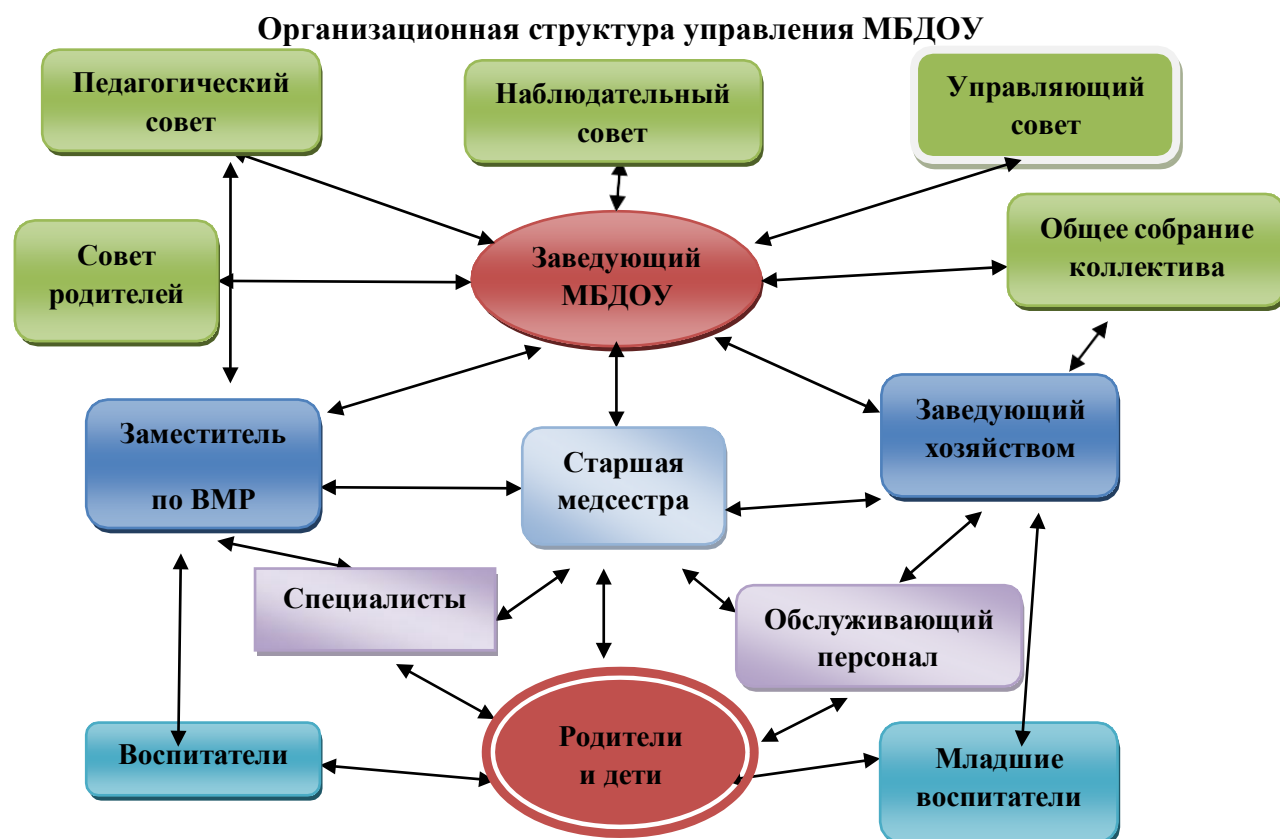 Организационная структура управления МБДОУ
Педагогический
совет
Наблюдательный
совет
Управляющий
совет
Совет
родителей
Заведующий
МБДОУ
Общее собрание
коллектива
Заместитель
по ВМР
Старшая
медсестра
Заведующий
хозяйством
Специалисты
Обслуживающий
персонал
Воспитатели
Родители
и дети
Младшие
воспитатели